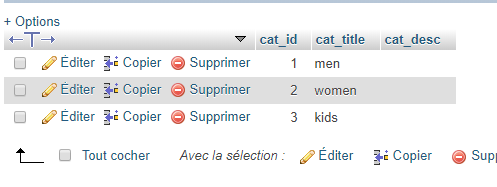 + Options
cat_id cat_title cat_desc
Éditer Copier Supprimer 1 men
Éditer Copier Supprimer 2 women
Éditer Copier Supprimer 3 kids
Tout cocher Avec la sélection : Éditer Copier Supp